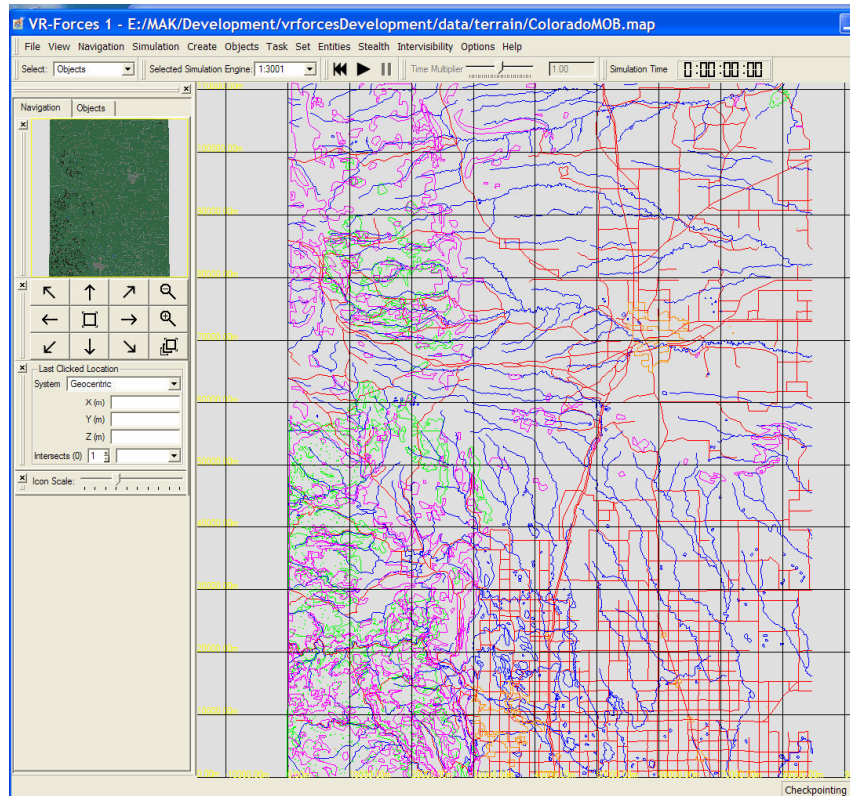 VR-Forces 1 - E:/MAK/Development/vrforcesDevelopment/data/terrain/ColoradoMOB.map
File View Navigation Simulation Create Objects Task Set Entities Stealth Intervisibility Options Help
Select: Objects Selected Simulation Engine: 1:3001 Time Multiplier 1.00 Simulation Time 0:00:00:00
Navigation Objects
Last Clicked Location
System Geocentric
X (m)
Y (m)
Z (m)
Intersects (0) 1
Icon Scale:
Checkpointing